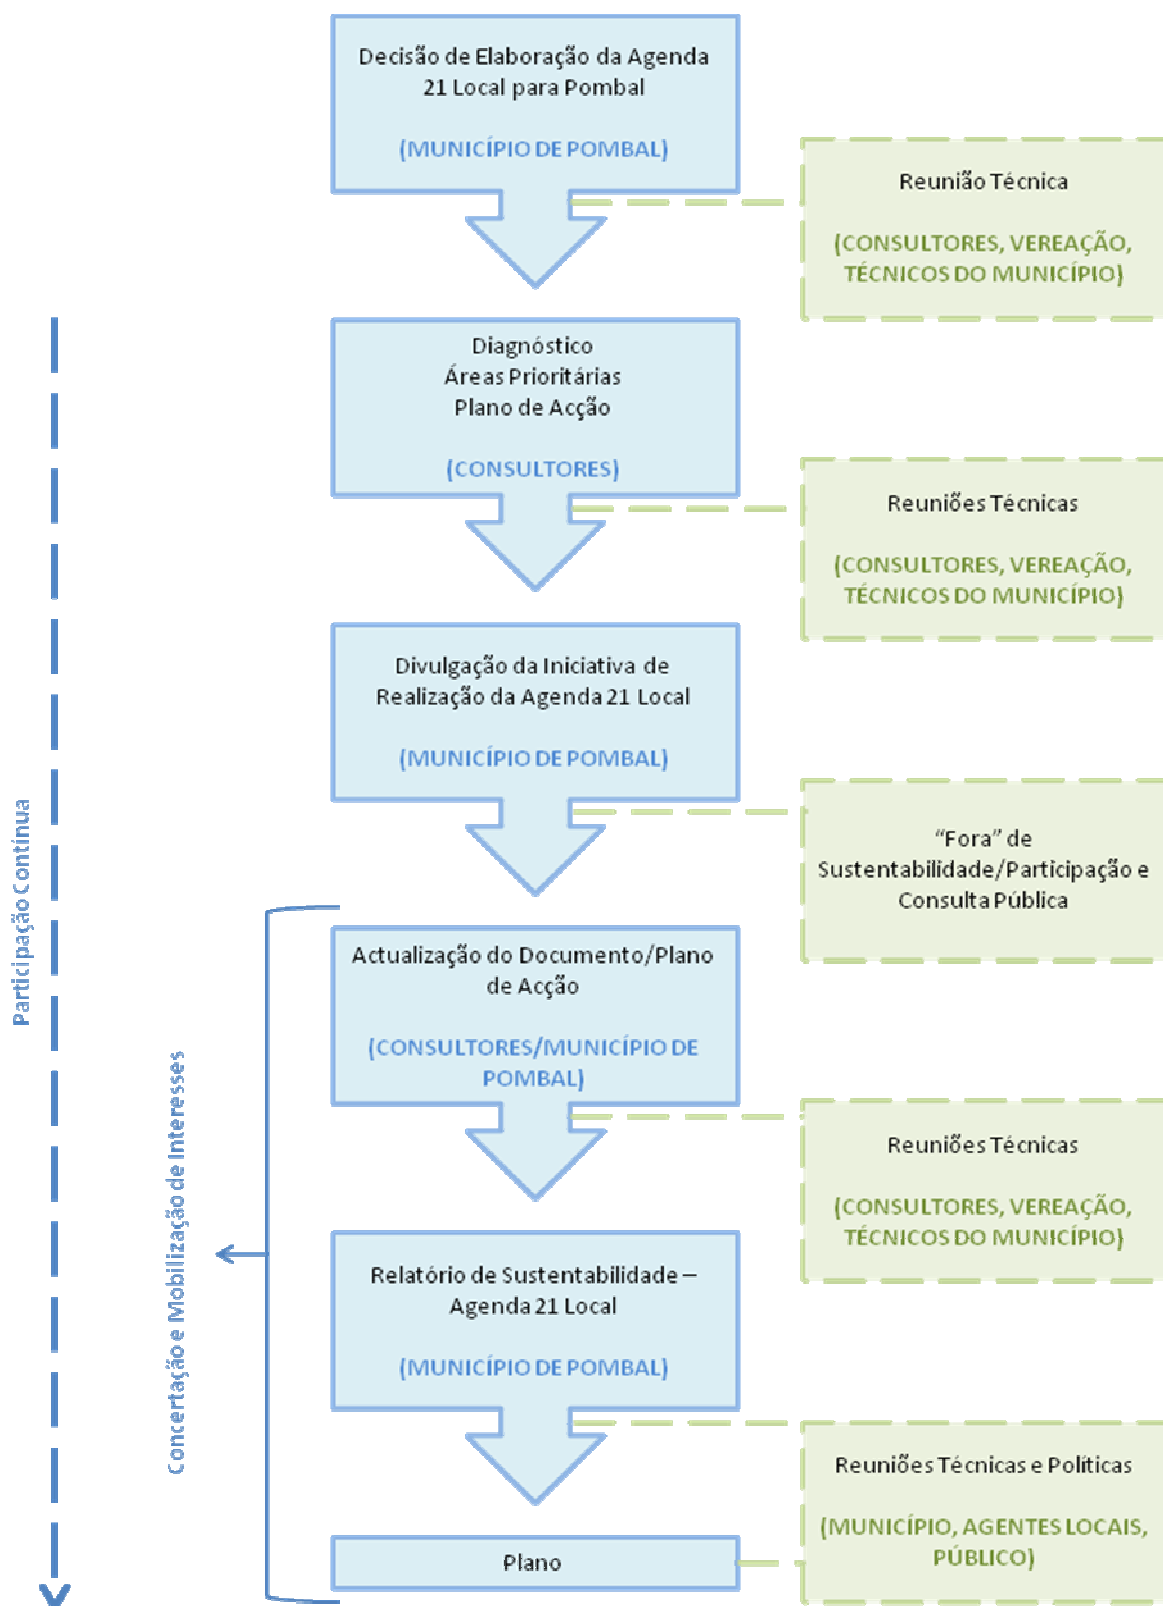 Decisão de Elaboração da Agenda
21 Local para Pombal
(MUNICÍPIO DE POMBAL)
Reunião Técnica
(CONSULTORES, VEREAÇÃO,
TÉCNICOS DO MUNICÍPIO)
Diagnóstico
Áreas Prioritárias
Plano de Acção
(CONSULTORES)
Reuniões Técnicas
(CONSULTORES, VEREAÇÃO,
TÉCNICOS DO MUNICÍPIO)
Divulgação da Iniciativa de
Realização da Agenda 21 Local
(MUNICÍPIO DE POMBAL)
“Fora” de
Sustentabilidade/Participação e
Consulta Pública
Actualização do Documento/Plano
de Acção
(CONSULTORES/MUNICÍPIO DE
POMBAL)
Reuniões Técnicas
(CONSULTORES, VEREAÇÃO,
TÉCNICOS DO MUNICÍPIO)
Relatório de Sustentabilidade –
Agenda 21 Local
(MUNICÍPIO DE POMBAL)
Reuniões Técnicas e Políticas
(MUNICÍPIO, AGENTES LOCAIS,
PÚBLICO)
Plano
Participação Contínua
Concertação e Mobilização de Interesses